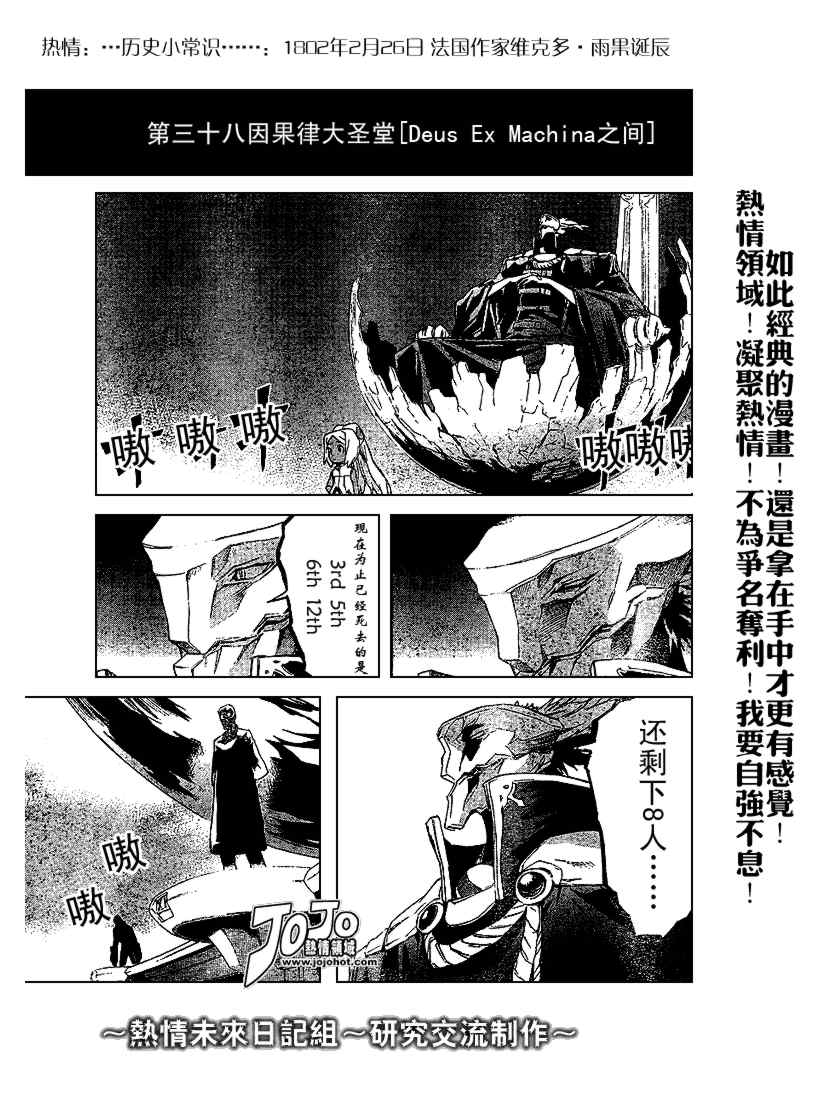 热情：…历史小常识……：1802年2月26日 法国作家维克多·雨果诞辰
第三十八因果律大圣堂[Deus Ex Machina之间]
如此經典的漫畫！還是拿在手中才更有感覺！
熱情領域！凝聚熱情！不為爭名奪利！我要自強不息！
嗷
嗷
嗷
嗷嗷嗷
现在为止已经死去的是
3rd 5th
6th 12th
还剩下8人……
嗷
嗷
JOJO
熱情領域
www.jojohot.com
～熱情未來日記組～研究交流制作～